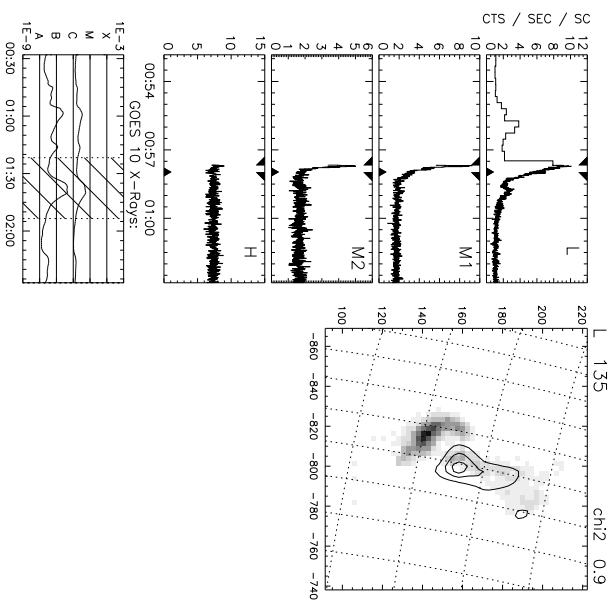 CTS / SEC / SC
0 2 4 6 8 10 12
L
0 2 4 6 8 10
M1
0 1 2 3 4 5 6
M2
0 5 10 15
H
00:54 00:57 01:00
GOES 10 X-Rays:
1E-9 A B C M X 1E-3
00:30 01:00 01:30 02:00
L 135 chi2 0.9
100 120 140 160 180 200 220
-860 -840 -820 -800 -780 -760 -740